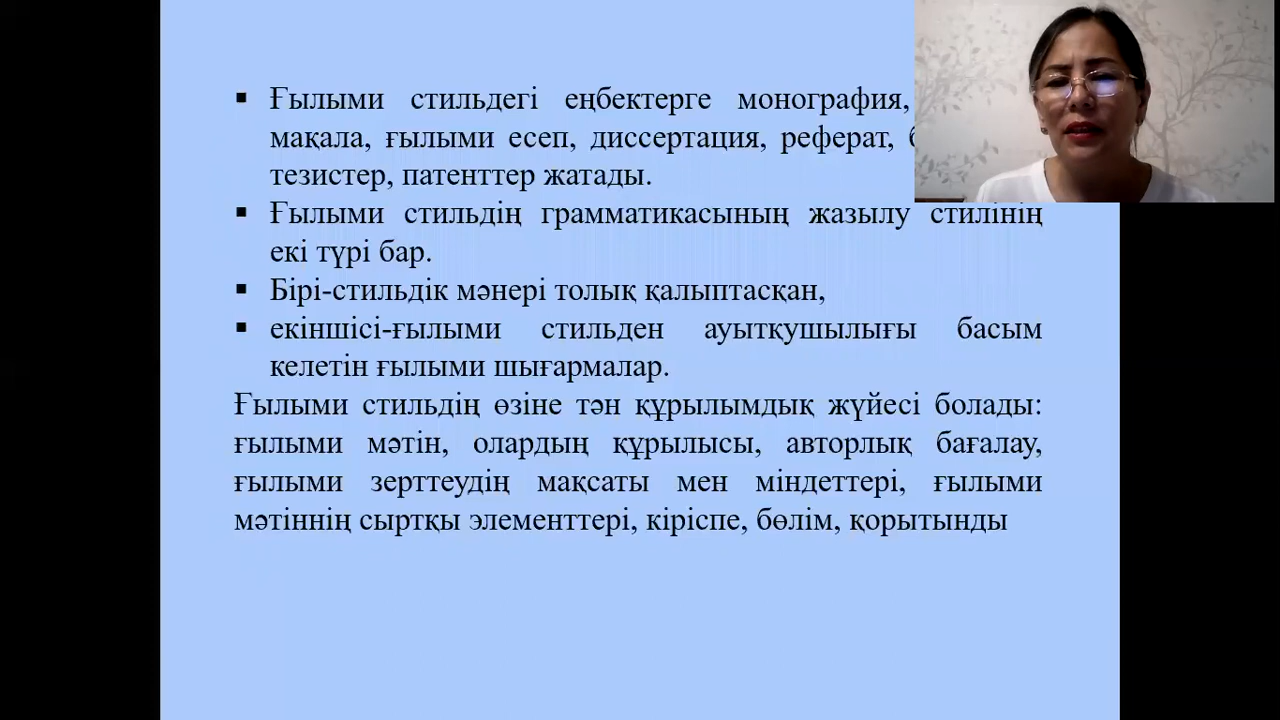 Ғылыми стильдегі еңбектерге монография,
мақала, ғылыми есеп, диссертация, реферат,
тезистер, патенттер жатады.
Ғылыми стильдің грамматикасының жазылу стилінің
екі түрі бар.
Бірі-стильдік мәнері толық қалыптасқан,
екіншісі-ғылыми стильден ауытқушылығы басым
келетін ғылыми шығармалар.
Ғылыми стильдің өзіне тән құрылымдық жүйесі болады:
ғылыми мәтін, олардың құрылысы, авторлық бағалау,
ғылыми зерттеудің мақсаты мен міндеттері, ғылыми
мәтіннің сыртқы элементтері, кіріспе, бөлім, қорытынды